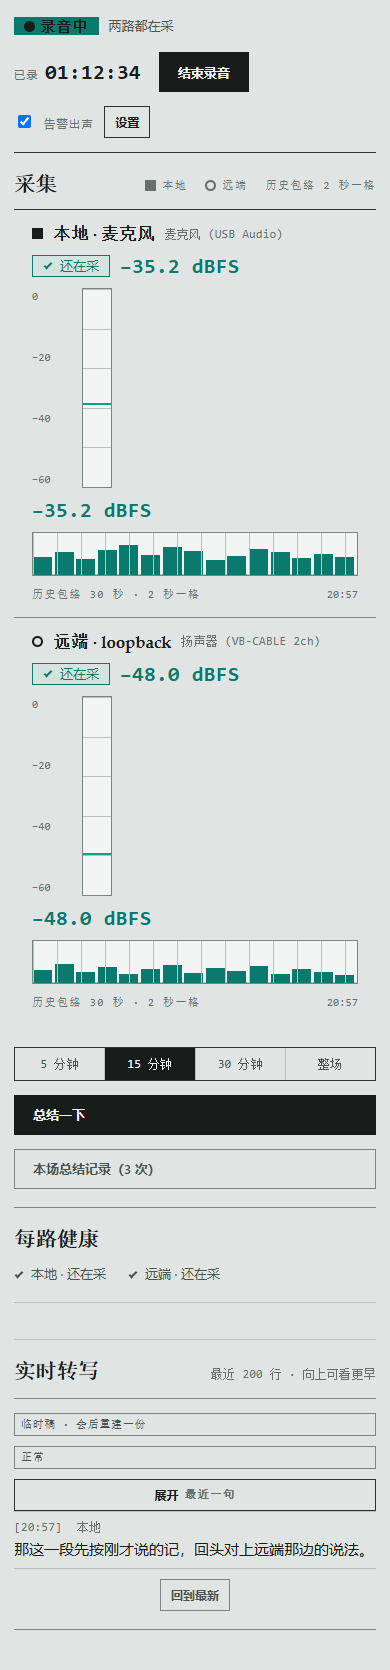 录音中 两路都在采
已录 01:12:34 结束录音
告警出声 设置
采集 本地 远端 历史包络 2 秒一格
本地 · 麦克风 麦克风 (USB Audio)
还在采 −35.2 dBFS
0
−20
−40
−60
−35.2 dBFS
历史包络 30 秒 · 2 秒一格 20:57
远端 · loopback 扬声器 (VB-CABLE 2ch)
还在采 −48.0 dBFS
0
−20
−40
−60
−48.0 dBFS
历史包络 30 秒 · 2 秒一格 20:57
5 分钟 15 分钟 30 分钟 整场
总结一下
本场总结记录（3 次）
每路健康
本地 · 还在采 远端 · 还在采
实时转写 最近 200 行 · 向上可看更早
临时稿 · 会后重建一份
正常
展开 最近一句
[20:57] 本地
那这一段先按刚才说的记，回头对上远端那边的说法。
回到最新